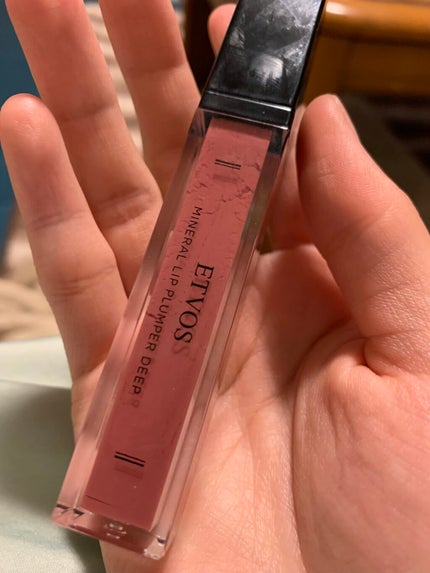 ETVOS
MINERAL LIP PLUMPER DEEP